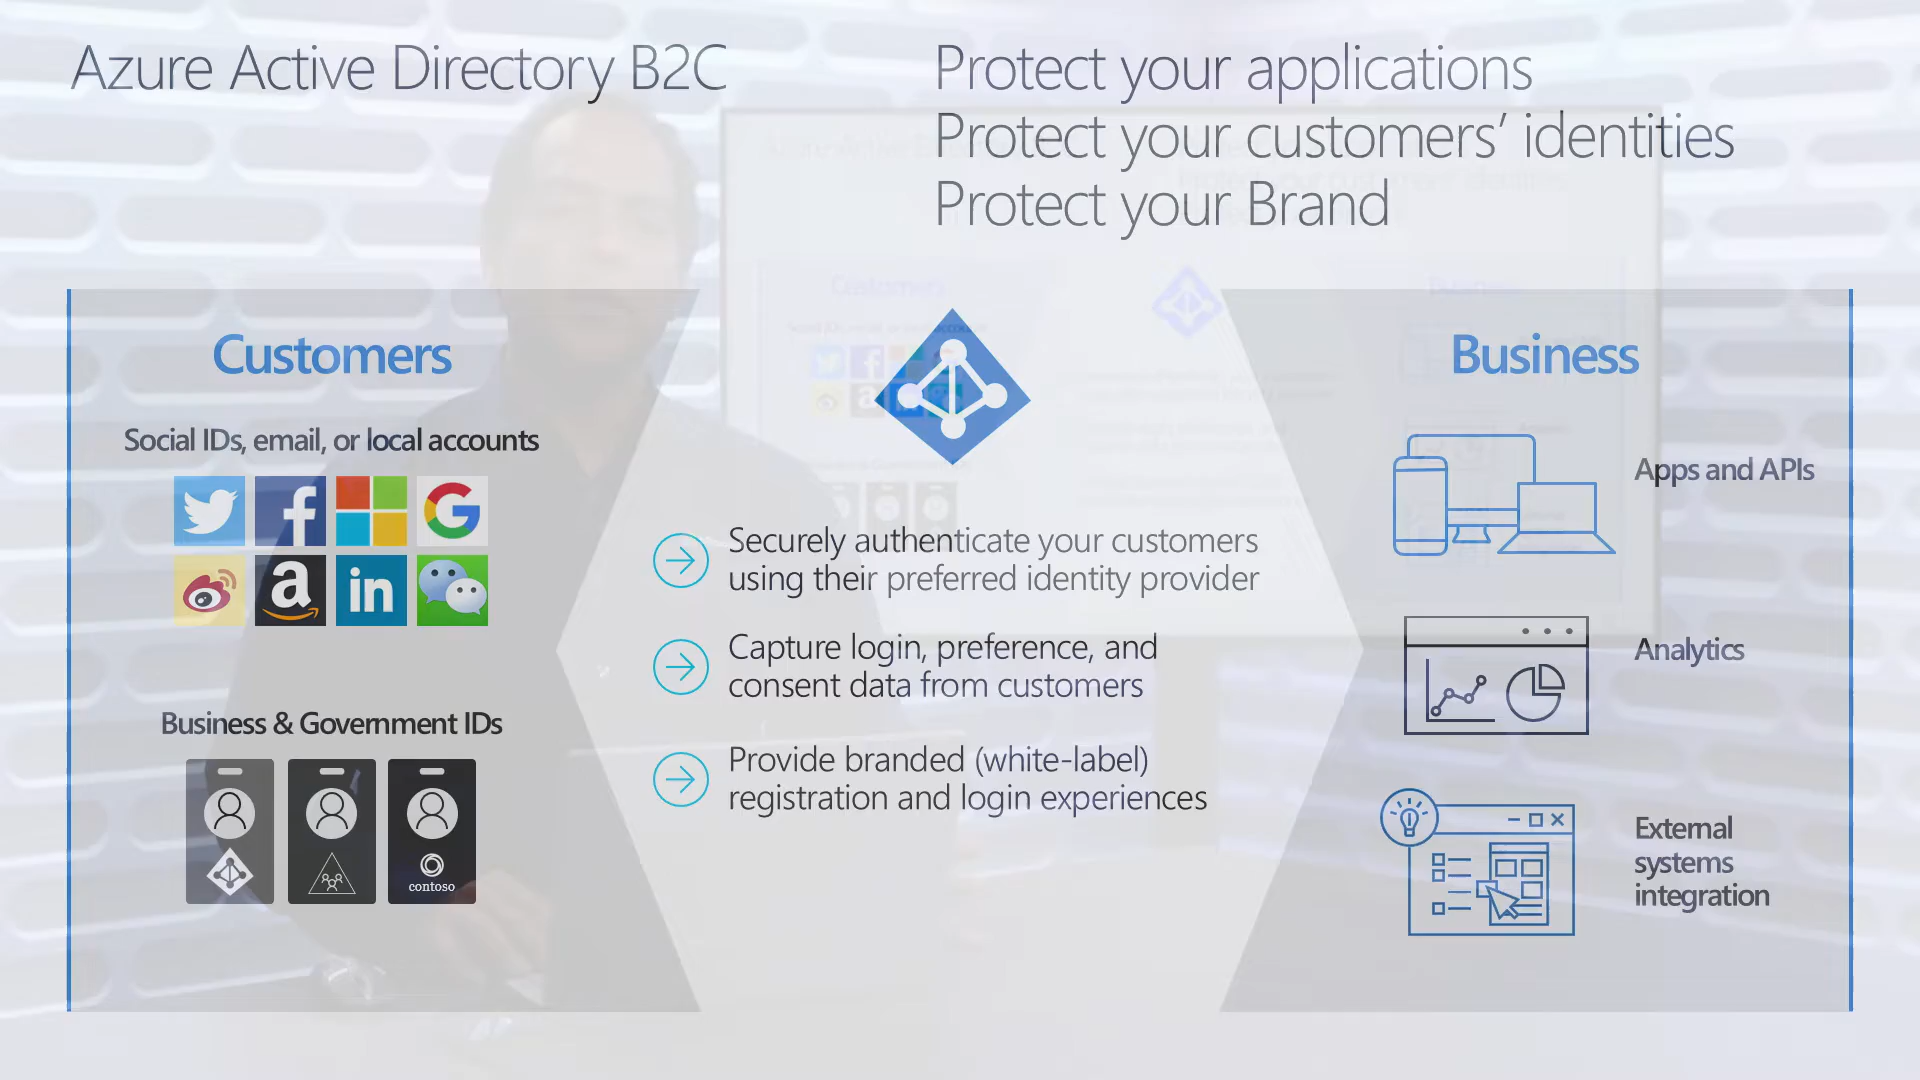 Azure Active Directory B2C
Protect your applications
Protect your customers’ identities
Protect your Brand
Customers
Social IDs, email, or local accounts
Business & Government IDs
contoso
Securely authenticate your customers
using their preferred identity provider
Capture login, preference, and
consent data from customers
Provide branded (white-label)
registration and login experiences
Business
Apps and APIs
Analytics
External
systems
integration